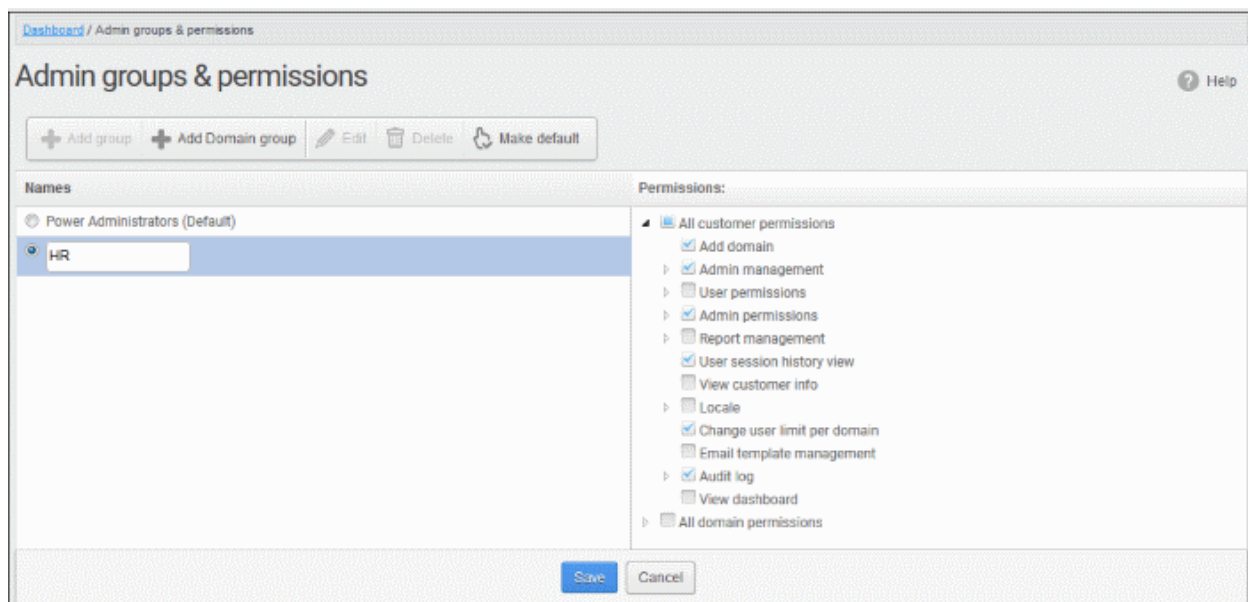 Dashboard / Admin groups & permissions
Admin groups & permissions
Help
Add group Add Domain group Edit Delete Make default
Names Permissions:
Power Administrators (Default)
HR
All customer permissions
Add domain
Admin management
User permissions
Admin permissions
Report management
User session history view
View customer info
Locale
Change user limit per domain
Email template management
Audit log
View dashboard
All domain permissions
Save Cancel